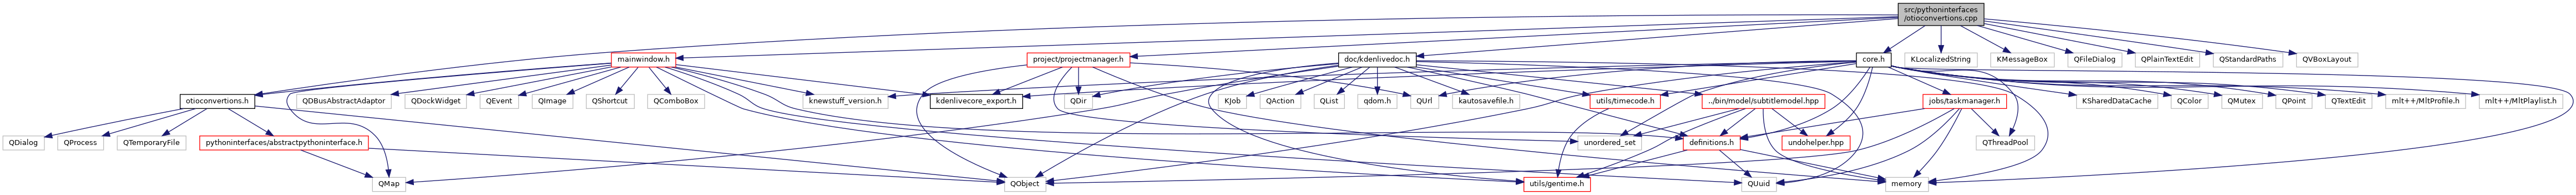 src/pythoninterfaces
/otioconvertions.cpp
mainwindow.h
project/projectmanager.h
doc/kdenlivedoc.h
core.h
KLocalizedString
KMessageBox
QFileDialog
QPlainTextEdit
QStandardPaths
QVBoxLayout
otioconvertions.h
QDBusAbstractAdaptor
QDockWidget
QEvent
QImage
QShortcut
QComboBox
knewstuff_version.h
kdenlivecore_export.h
QDir
KJob
QAction
QList
qdom.h
QUrl
kautosavefile.h
utils/timecode.h
../bin/model/subtitlemodel.hpp
jobs/taskmanager.h
KSharedDataCache
QColor
QMutex
QPoint
QTextEdit
mlt++/MltProfile.h
mlt++/MltPlaylist.h
QDialog
QProcess
QTemporaryFile
pythoninterfaces/abstractpythoninterface.h
unordered_set
definitions.h
undohelper.hpp
QThreadPool
QMap
QObject
utils/gentime.h
QUuid
memory